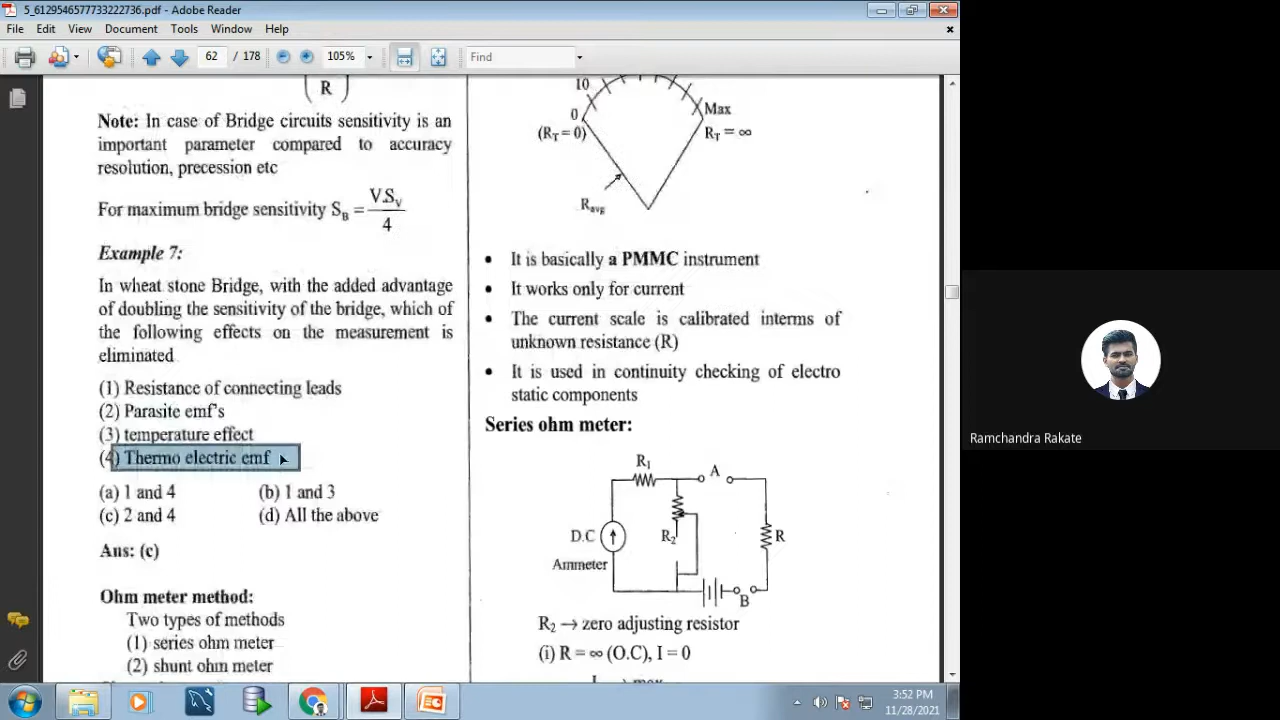 5_6129546577733222736.pdf - Adobe Reader
File Edit View Document Tools Window Help
62 / 178 105% Find
R
Note: In case of Bridge circuits sensitivity is an
important parameter compared to accuracy
resolution, precession etc
For maximum bridge sensitivity S_B = V.S_V / 4
Example 7:
In wheat stone Bridge, with the added advantage
of doubling the sensitivity of the bridge, which of
the following effects on the measurement is
eliminated
(1) Resistance of connecting leads
(2) Parasite emf's
(3) temperature effect
(4) Thermo electric emf
(a) 1 and 4 (b) 1 and 3
(c) 2 and 4 (d) All the above
Ans: (c)
Ohm meter method:
Two types of methods
(1) series ohm meter
(2) shunt ohm meter
10
0 Max
(R_T = 0) R_T = ∞
R_avg
• It is basically a PMMC instrument
• It works only for current
• The current scale is calibrated interms of
unknown resistance (R)
• It is used in continuity checking of electro
static components
Series ohm meter:
R_1 A
D.C R_2 R
Ammeter
B
R_2 → zero adjusting resistor
(i) R = ∞ (O.C), I = 0
Ramchandra Rakate
3:52 PM
11/28/2021